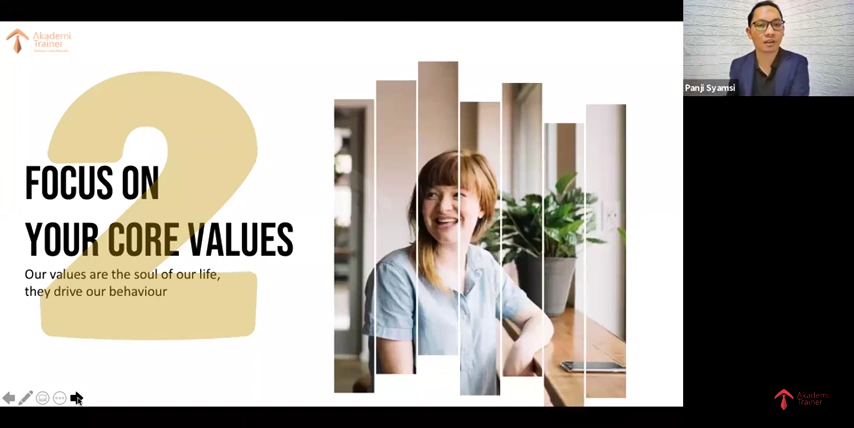 Akademi
Trainer
2
FOCUS ON
YOUR CORE VALUES
Our values are the soul of our life,
they drive our behaviour
Panji Syamsi
Akademi
Trainer